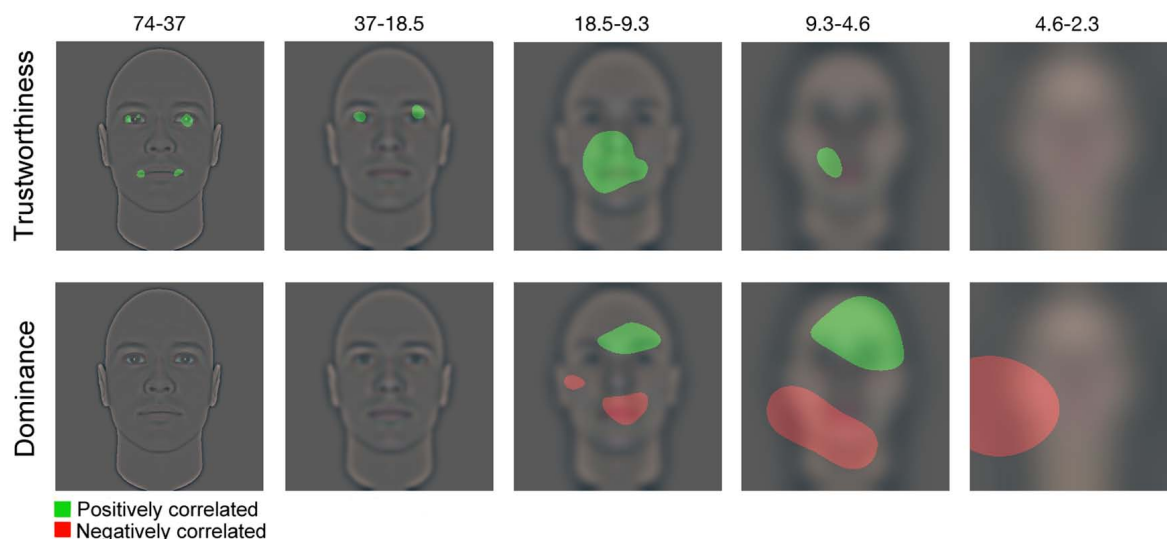 74-37 37-18.5 18.5-9.3 9.3-4.6 4.6-2.3
Trustworthiness
Dominance
Positively correlated
Negatively correlated